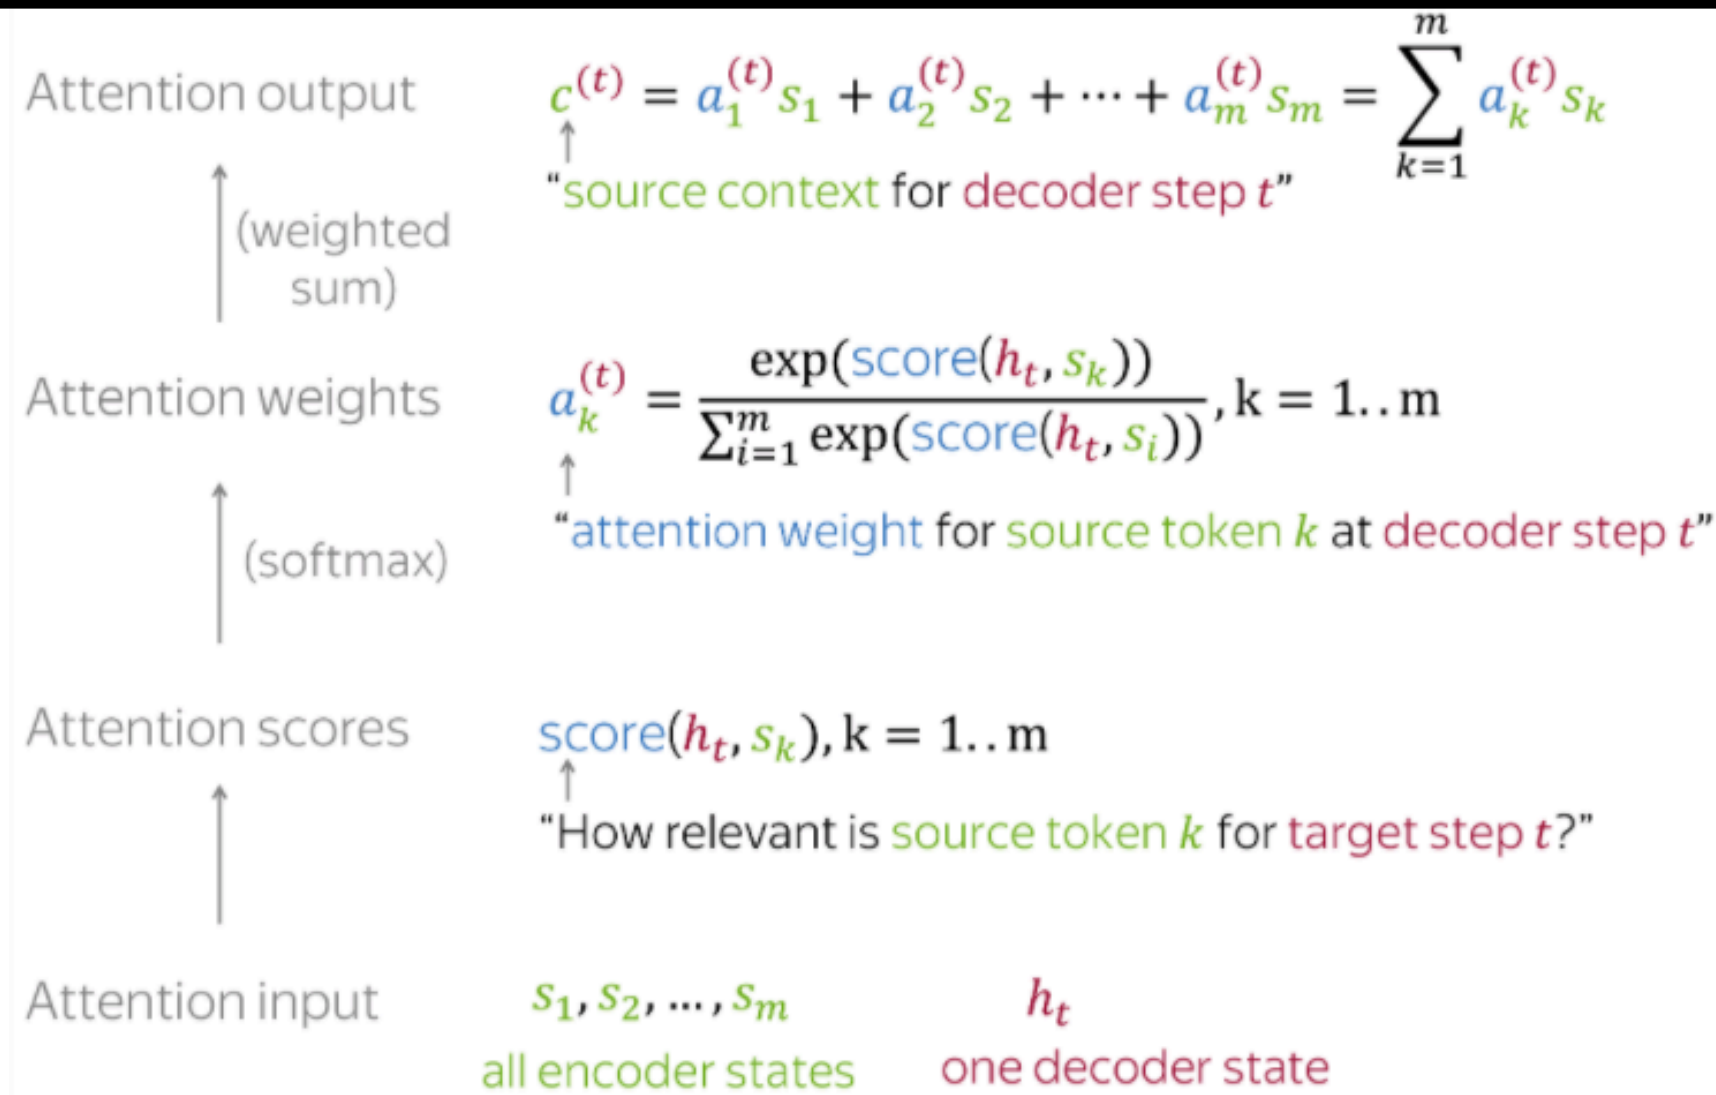 Attention output c^(t) = a_1^(t) s_1 + a_2^(t) s_2 + ⋯ + a_m^(t) s_m = ∑_{k=1}^{m} a_k^(t) s_k
“source context for decoder step t”
(weighted
sum)
Attention weights a_k^(t) = exp(score(h_t, s_k)) / ∑_{i=1}^{m} exp(score(h_t, s_i)), k = 1..m
“attention weight for source token k at decoder step t”
(softmax)
Attention scores score(h_t, s_k), k = 1..m
“How relevant is source token k for target step t?”
Attention input s_1, s_2, ..., s_m h_t
all encoder states one decoder state